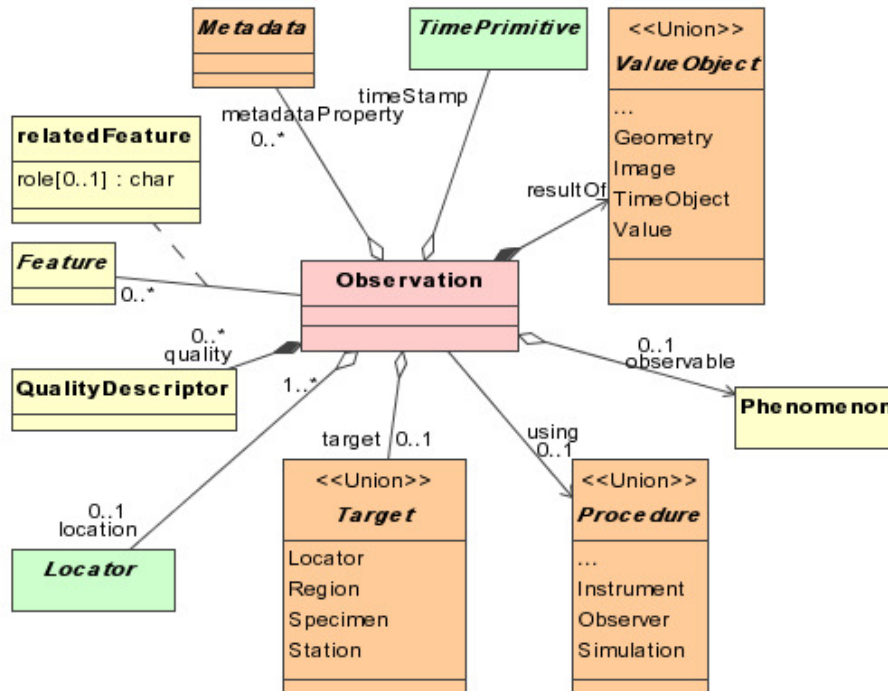 Metadata
TimePrimitive
<<Union>>
ValueObject
...
Geometry
Image
TimeObject
Value
timeStamp
metadataProperty
0..*
relatedFeature
role[0..1] : char
resultOf
Feature
0..*
Observation
0..*
quality
QualityDescriptor
1..*
0..1
observable
Phenomenon
target 0..1
using
0..1
<<Union>>
Target
Locator
Region
Specimen
Station
<<Union>>
Procedure
...
Instrument
Observer
Simulation
0..1
location
Locator